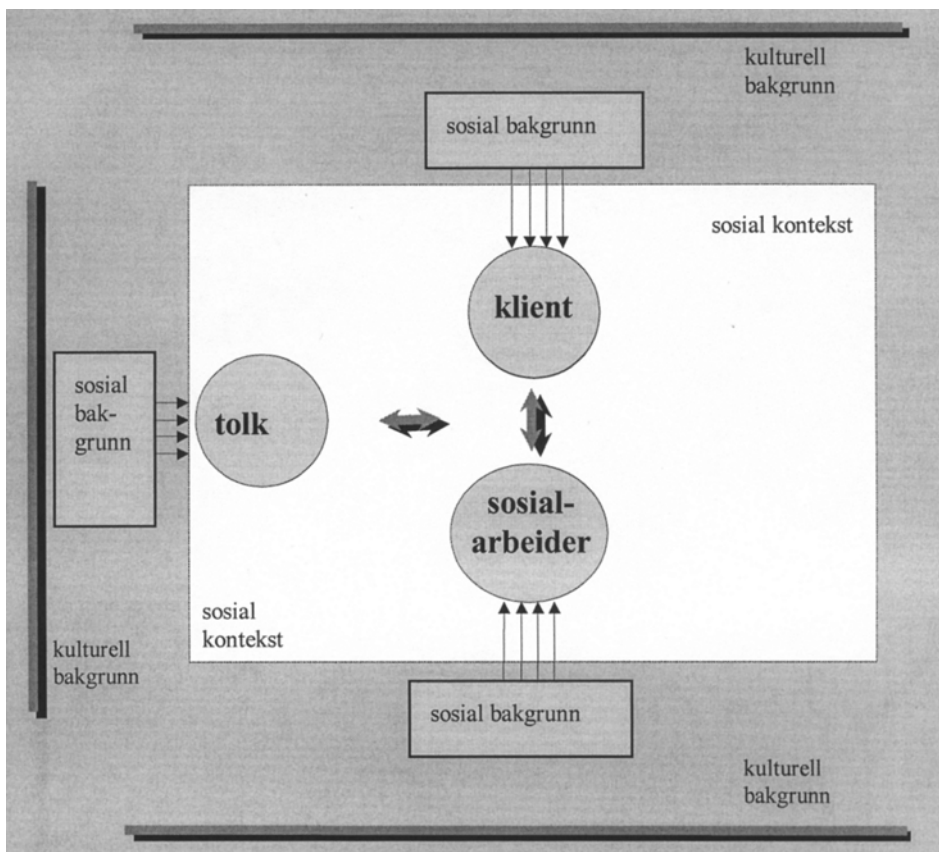 kulturell
bakgrunn
sosial bakgrunn
sosial kontekst
klient
sosial
bak-
grunn
tolk
sosial-
arbeider
sosial
kontekst
kulturell
bakgrunn
sosial bakgrunn
kulturell
bakgrunn